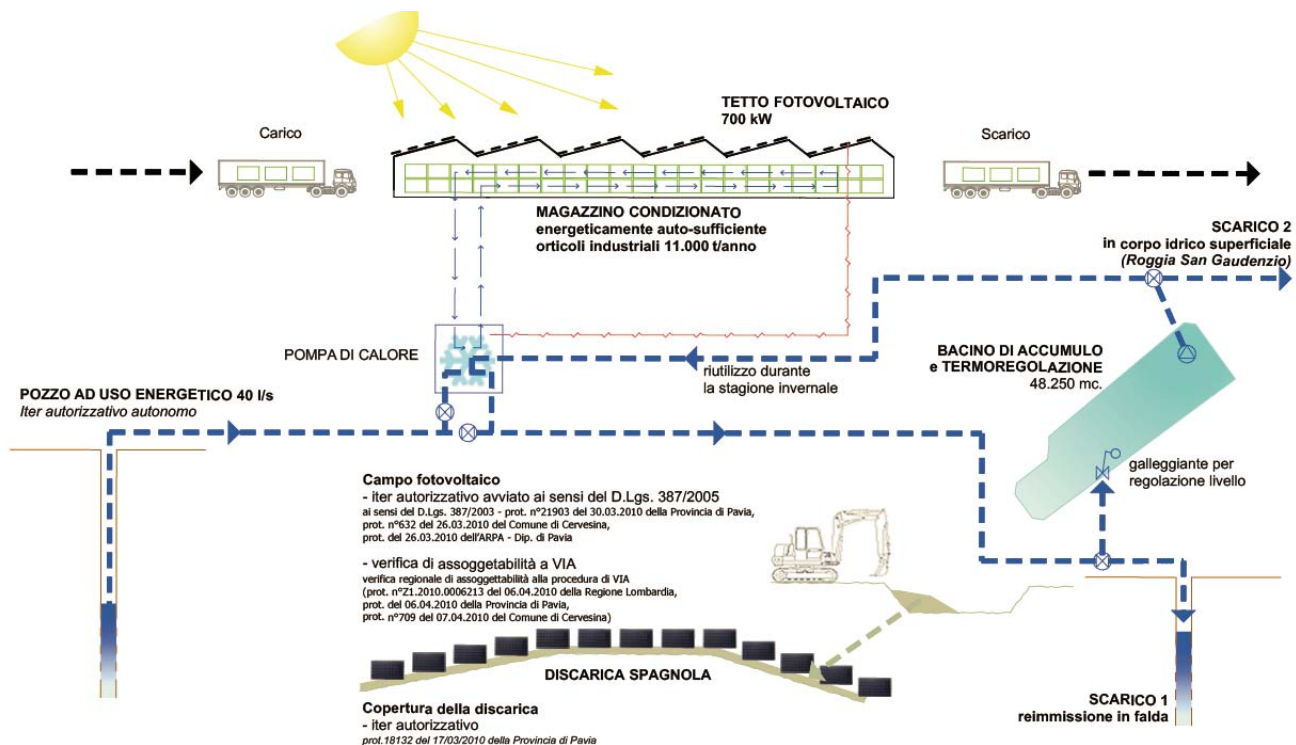 TETTO FOTOVOLTAICO
700 kW
Carico
Scarico
MAGAZZINO CONDIZIONATO
energeticamente auto-sufficiente
orticoli industriali 11.000 t/anno
SCARICO 2
in corpo idrico superficiale
(Roggia San Gaudenzio)
POMPA DI CALORE
riutilizzo durante
la stagione invernale
BACINO DI ACCUMULO
e TERMOREGOLAZIONE
48.250 mc.
POZZO AD USO ENERGETICO 40 l/s
Iter autorizzativo autonomo
galleggiante per
regolazione livello
Campo fotovoltaico
- iter autorizzativo avviato ai sensi del D.Lgs. 387/2005
ai sensi del D.Lgs. 387/2003 - prot. n°21903 del 30.03.2010 della Provincia di Pavia,
prot. n°632 del 26.03.2010 del Comune di Cervesina,
prot. del 26.03.2010 dell'ARPA - Dip. di Pavia
- verifica di assoggetabilità a VIA
verifica regionale di assoggettabilità alla procedura di VIA
(prot. n°Z1.2010.0006213 del 06.04.2010 della Regione Lombardia,
prot. del 06.04.2010 della Provincia di Pavia,
prot. n°709 del 07.04.2010 del Comune di Cervesina)
DISCARICA SPAGNOLA
Copertura della discarica
- iter autorizzativo
prot.18132 del 17/03/2010 della Provincia di Pavia
SCARICO 1
reimmissione in falda